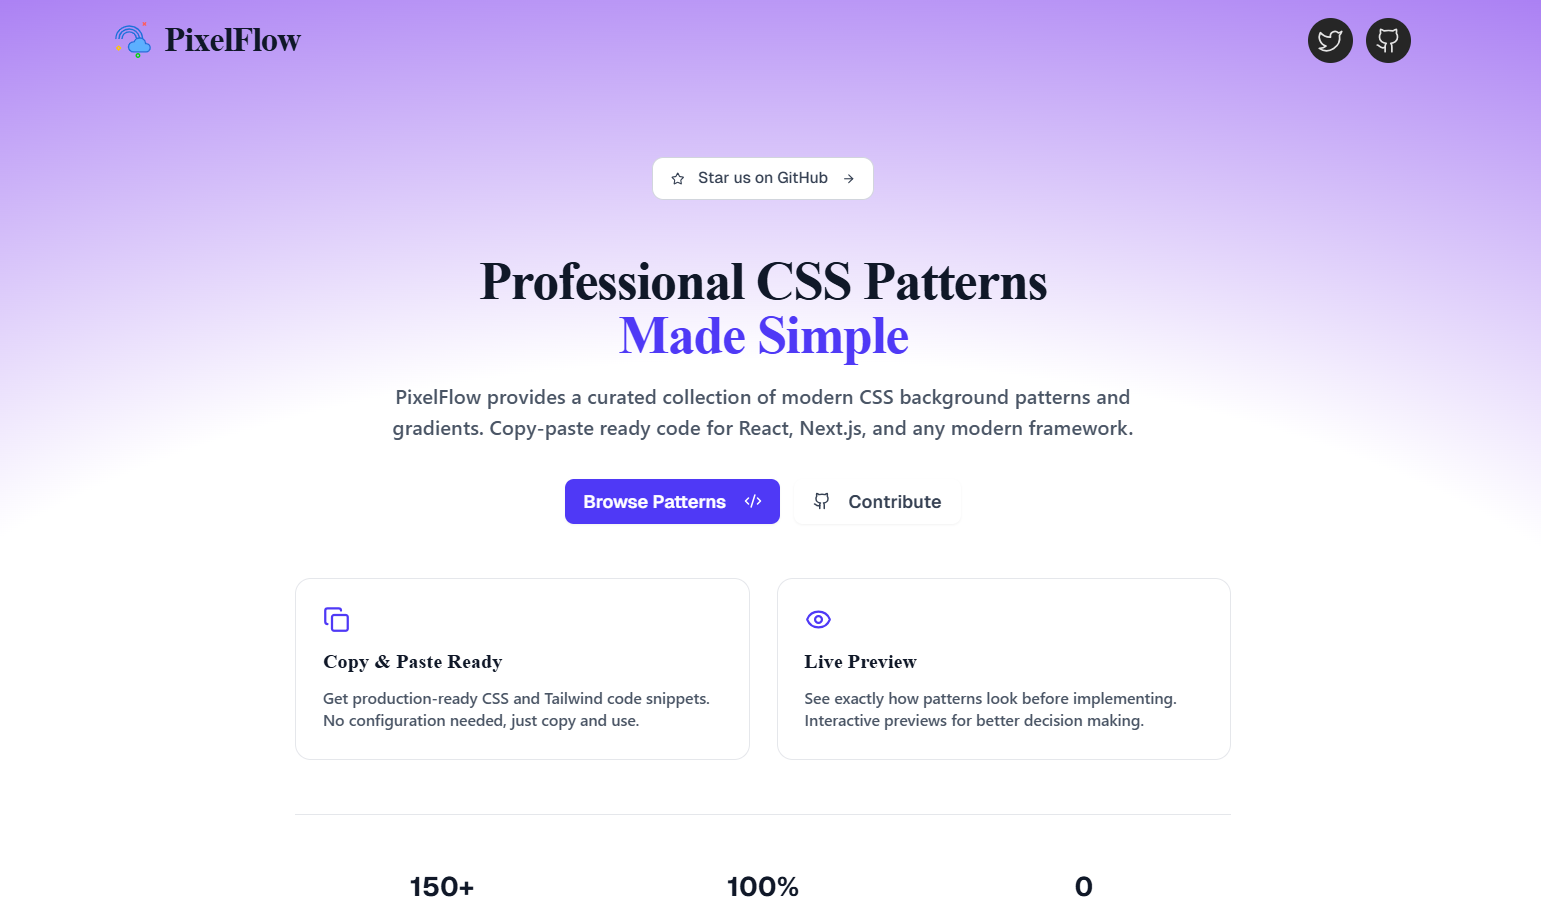 PixelFlow
Star us on GitHub
Professional CSS Patterns
Made Simple
PixelFlow provides a curated collection of modern CSS background patterns and
gradients. Copy-paste ready code for React, Next.js, and any modern framework.
Browse Patterns
Contribute
Copy & Paste Ready
Get production-ready CSS and Tailwind code snippets.
No configuration needed, just copy and use.
Live Preview
See exactly how patterns look before implementing.
Interactive previews for better decision making.
150+
100%
0